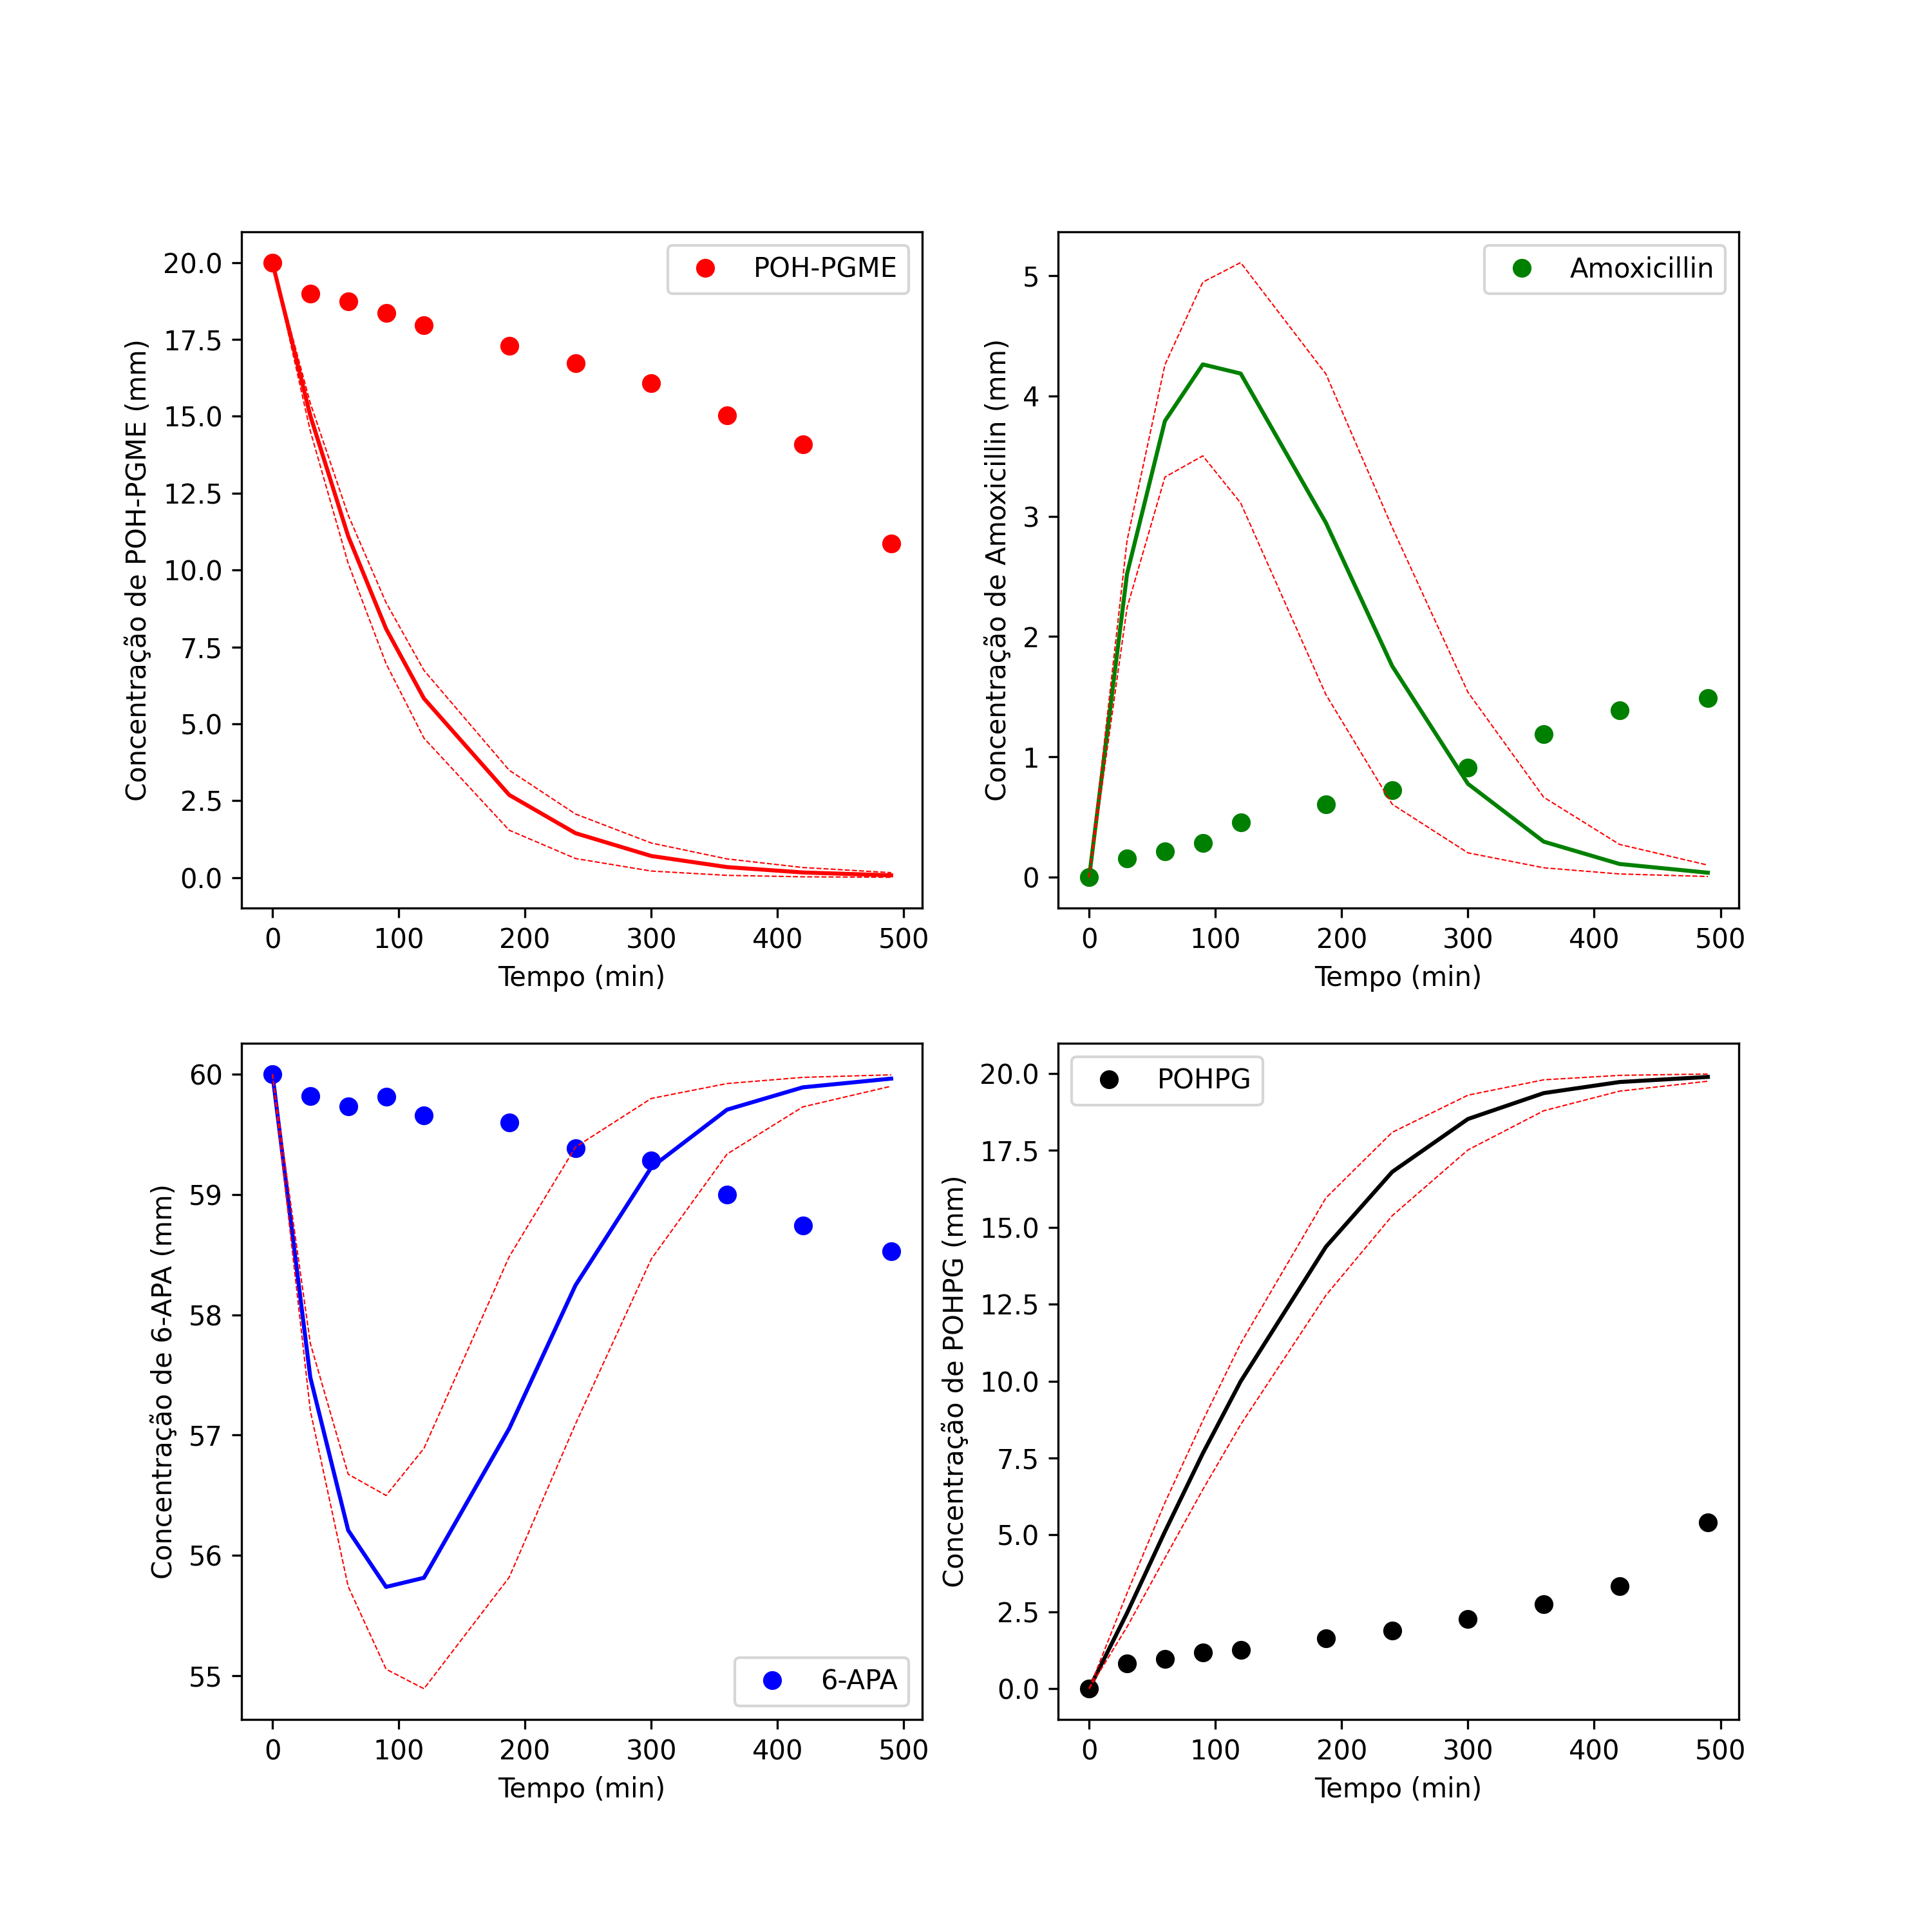 POH-PGME
Concentração de POH-PGME (mm)
20.0
17.5
15.0
12.5
10.0
7.5
5.0
2.5
0.0
0 100 200 300 400 500
Tempo (min)
Amoxicillin
Concentração de Amoxicillin (mm)
5
4
3
2
1
0
0 100 200 300 400 500
Tempo (min)
6-APA
Concentração de 6-APA (mm)
60
59
58
57
56
55
0 100 200 300 400 500
Tempo (min)
POHPG
Concentração de POHPG (mm)
20.0
17.5
15.0
12.5
10.0
7.5
5.0
2.5
0.0
0 100 200 300 400 500
Tempo (min)